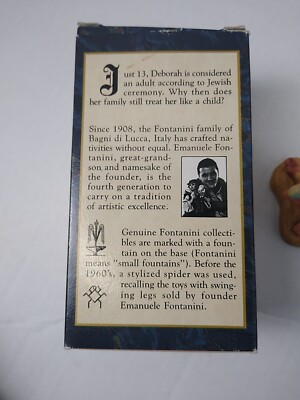 Just 13, Deborah is considered
an adult according to Jewish
ceremony. Why then does
her family still treat her like a child?
Since 1908, the Fontanini family of
Bagni di Lucca, Italy has crafted na-
tivities without equal. Emanuele Fon-
tanini, great-grand-
son, and namesake of
the founder, is the
fourth generation to
carry on a tradition
of artistic excellence.
Genuine Fontanini collecti-
bles are marked with a foun-
tain on the base (Fontanini
means "small fountains"). Before the
1960's, a stylized spider was used,
recalling the toys with swing-
ing legs sold by founder
Emanuele Fontanini.